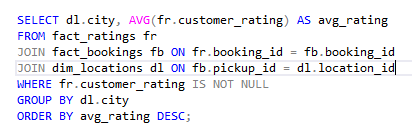 SELECT dl.city, AVG(fr.customer_rating) AS avg_rating
FROM fact_ratings fr
JOIN fact_bookings fb ON fr.booking_id = fb.booking_id
JOIN dim_locations dl ON fb.pickup_id = dl.location_id
WHERE fr.customer_rating IS NOT NULL
GROUP BY dl.city
ORDER BY avg_rating DESC;